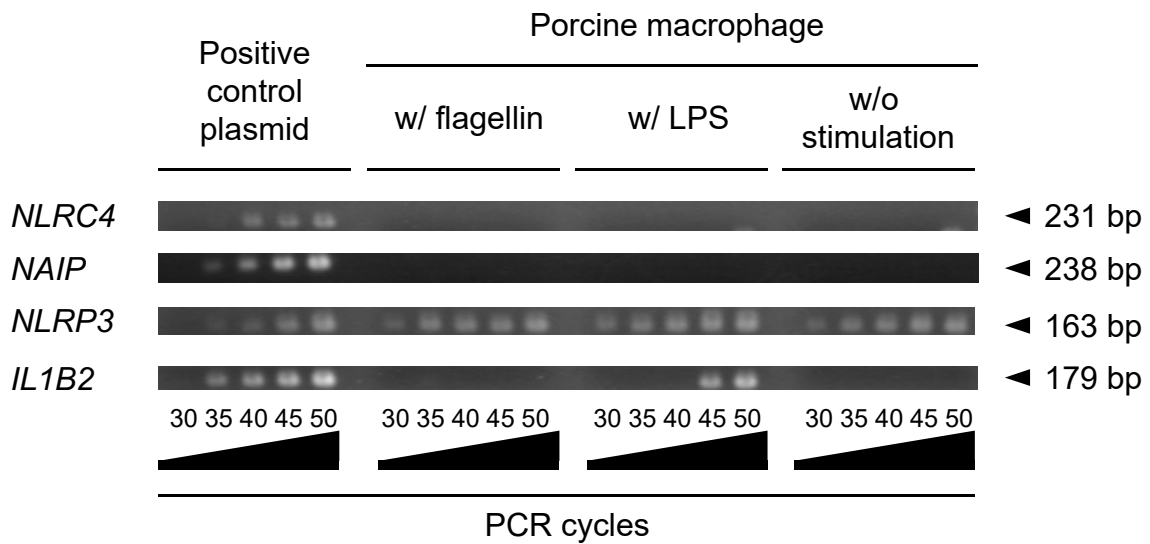 Porcine macrophage
Positive
control
plasmid
w/ flagellin
w/ LPS
w/o
stimulation
NLRC4
231 bp
NAIP
238 bp
NLRP3
163 bp
IL1B2
179 bp
30 35 40 45 50 30 35 40 45 50 30 35 40 45 50 30 35 40 45 50
PCR cycles